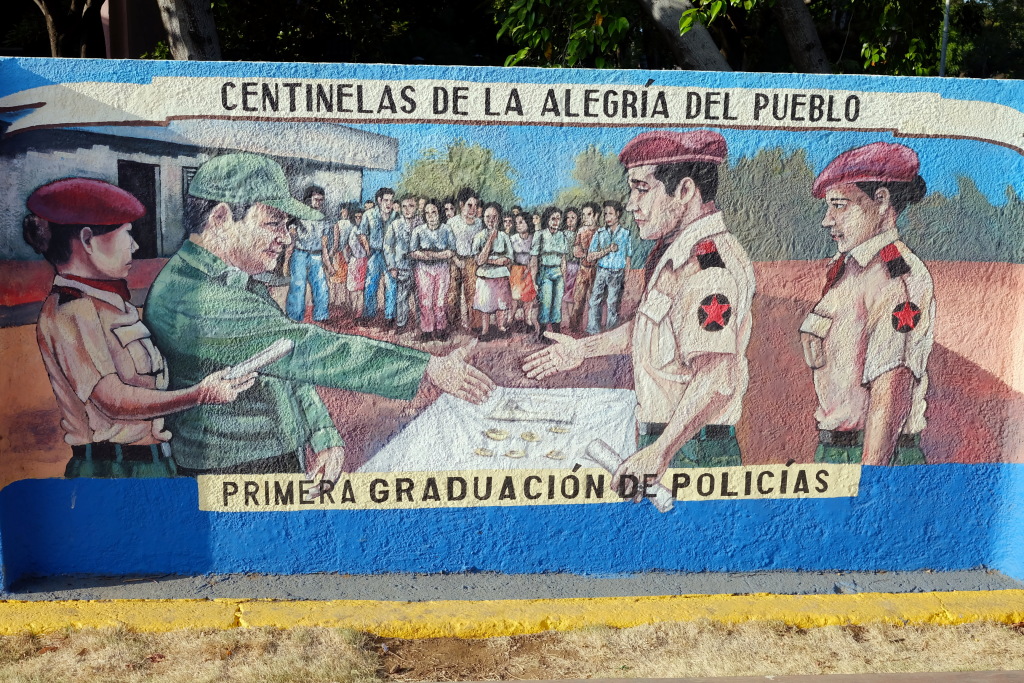 CENTINELAS DE LA ALEGRÍA DEL PUEBLO
PRIMERA GRADUACIÓN DE POLICÍAS